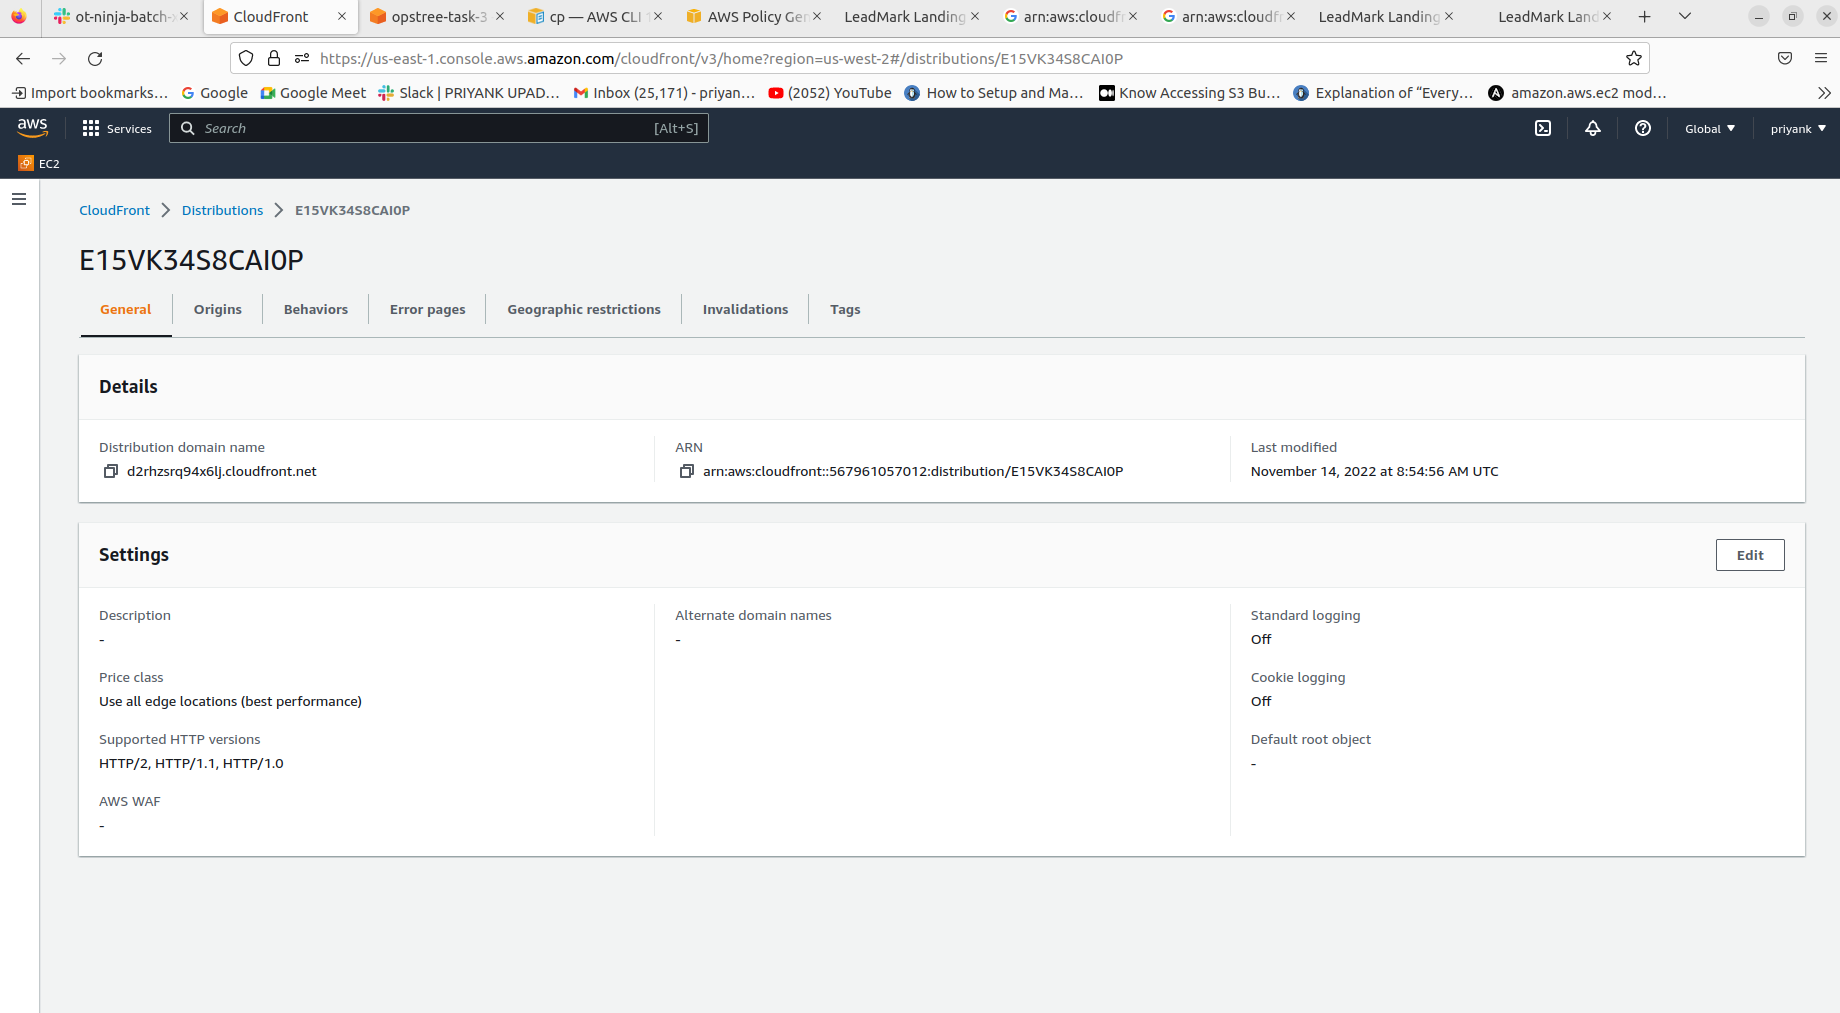 ot-ninja-batch-x
CloudFront
opstree-task-3
cp — AWS CLI 1
AWS Policy Gen
LeadMark Landing
arn:aws:cloudfr
arn:aws:cloudfr
LeadMark Landing
LeadMark Land
https://us-east-1.console.aws.amazon.com/cloudfront/v3/home?region=us-west-2#/distributions/E15VK34S8CAI0P
Import bookmarks...
Google
Google Meet
Slack | PRIYANK UPAD...
Inbox (25,171) - priyan...
(2052) YouTube
How to Setup and Ma...
Know Accessing S3 Bu...
Explanation of “Every...
amazon.aws.ec2 mod...
aws
Services
Search
[Alt+S]
Global
priyank
EC2
CloudFront
Distributions
E15VK34S8CAI0P
E15VK34S8CAI0P
General
Origins
Behaviors
Error pages
Geographic restrictions
Invalidations
Tags
Details
Distribution domain name
d2rhzsrq94x6lj.cloudfront.net
ARN
arn:aws:cloudfront::567961057012:distribution/E15VK34S8CAI0P
Last modified
November 14, 2022 at 8:54:56 AM UTC
Settings
Edit
Description
-
Price class
Use all edge locations (best performance)
Supported HTTP versions
HTTP/2, HTTP/1.1, HTTP/1.0
AWS WAF
-
Alternate domain names
-
Standard logging
Off
Cookie logging
Off
Default root object
-